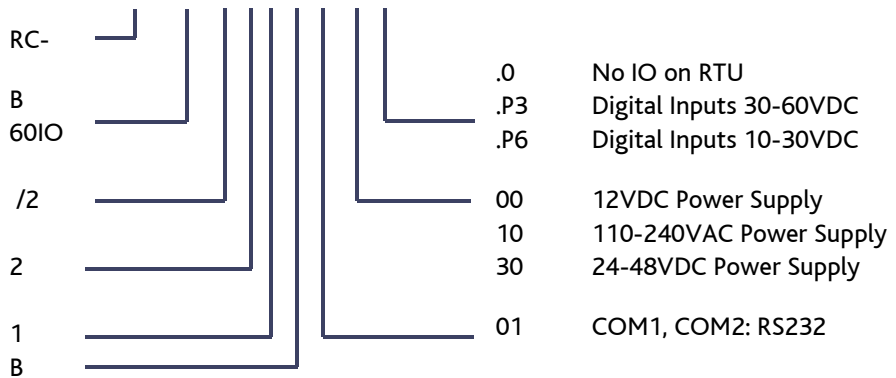 RC-
B
60IO
/2
2
1
B
.0 No IO on RTU
.P3 Digital Inputs 30-60VDC
.P6 Digital Inputs 10-30VDC
00 12VDC Power Supply
10 110-240VAC Power Supply
30 24-48VDC Power Supply
01 COM1, COM2: RS232